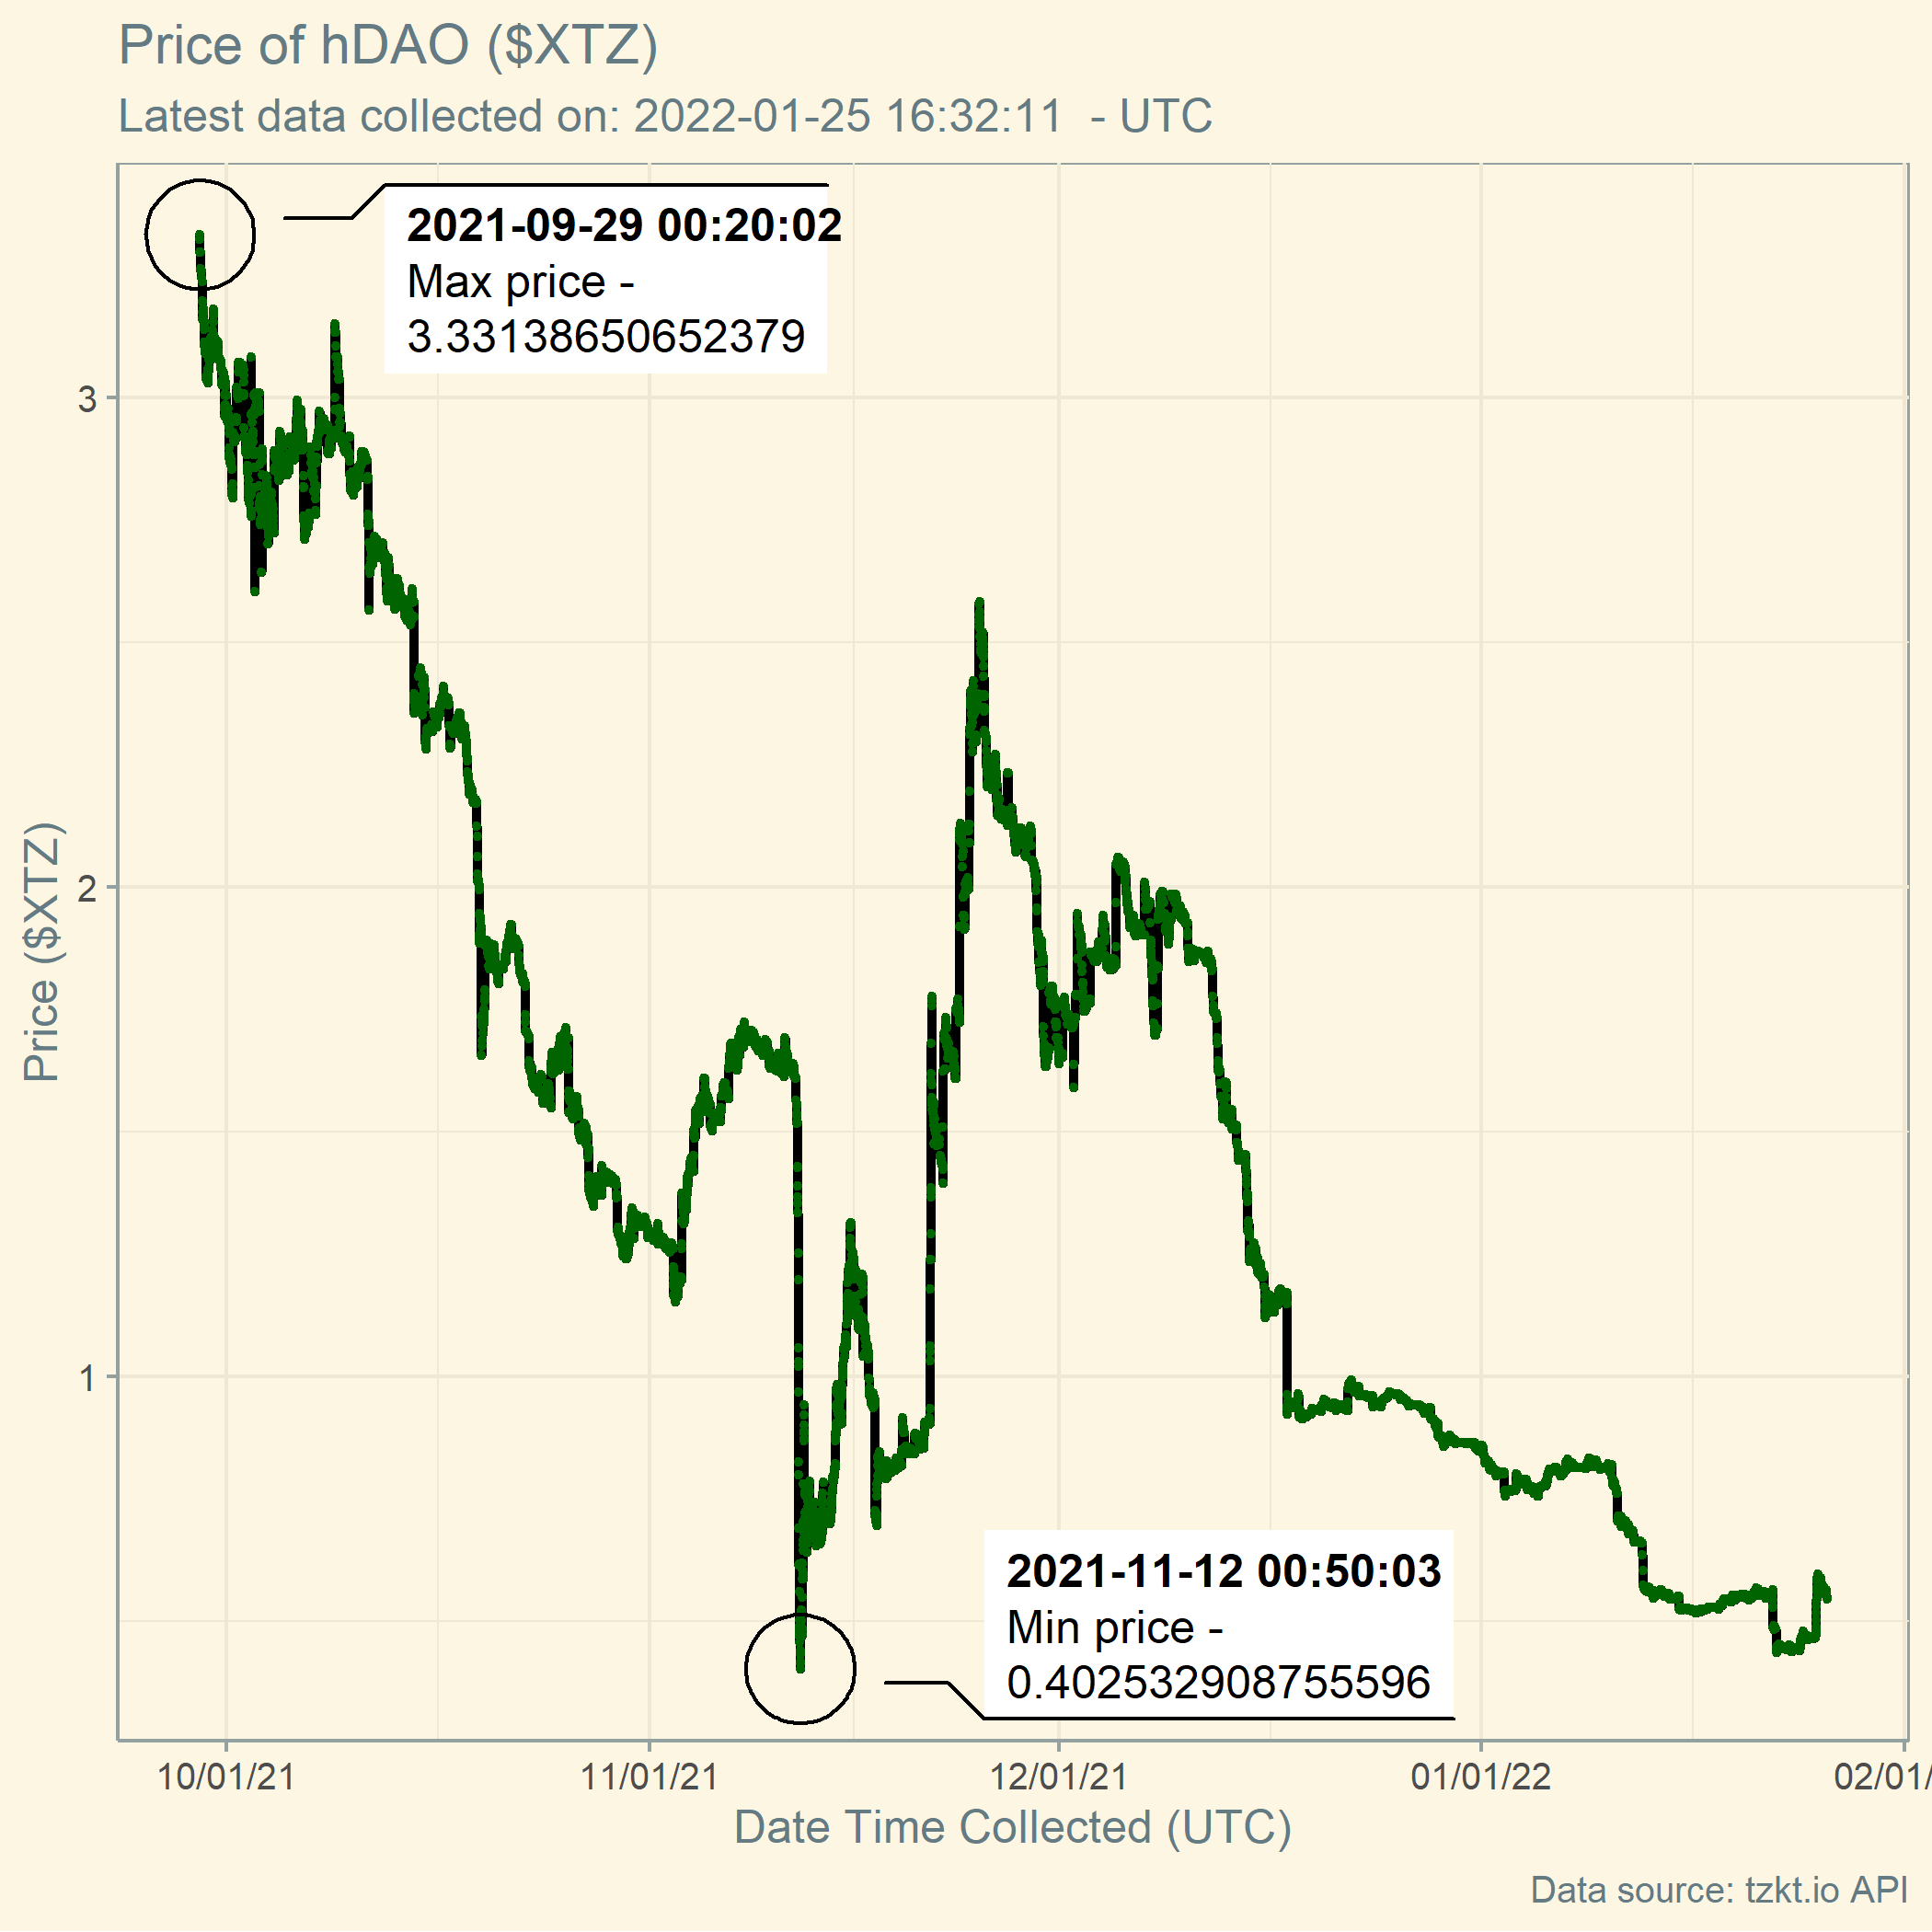 Price of hDAO ($XTZ)
Latest data collected on: 2022-01-25 16:32:11  - UTC
2021-09-29 00:20:02
Max price -
3.33138650652379
3
2
1
Price ($XTZ)
2021-11-12 00:50:03
Min price -
0.402532908755596
10/01/21
11/01/21
12/01/21
01/01/22
02/01/
Date Time Collected (UTC)
Data source: tzkt.io API